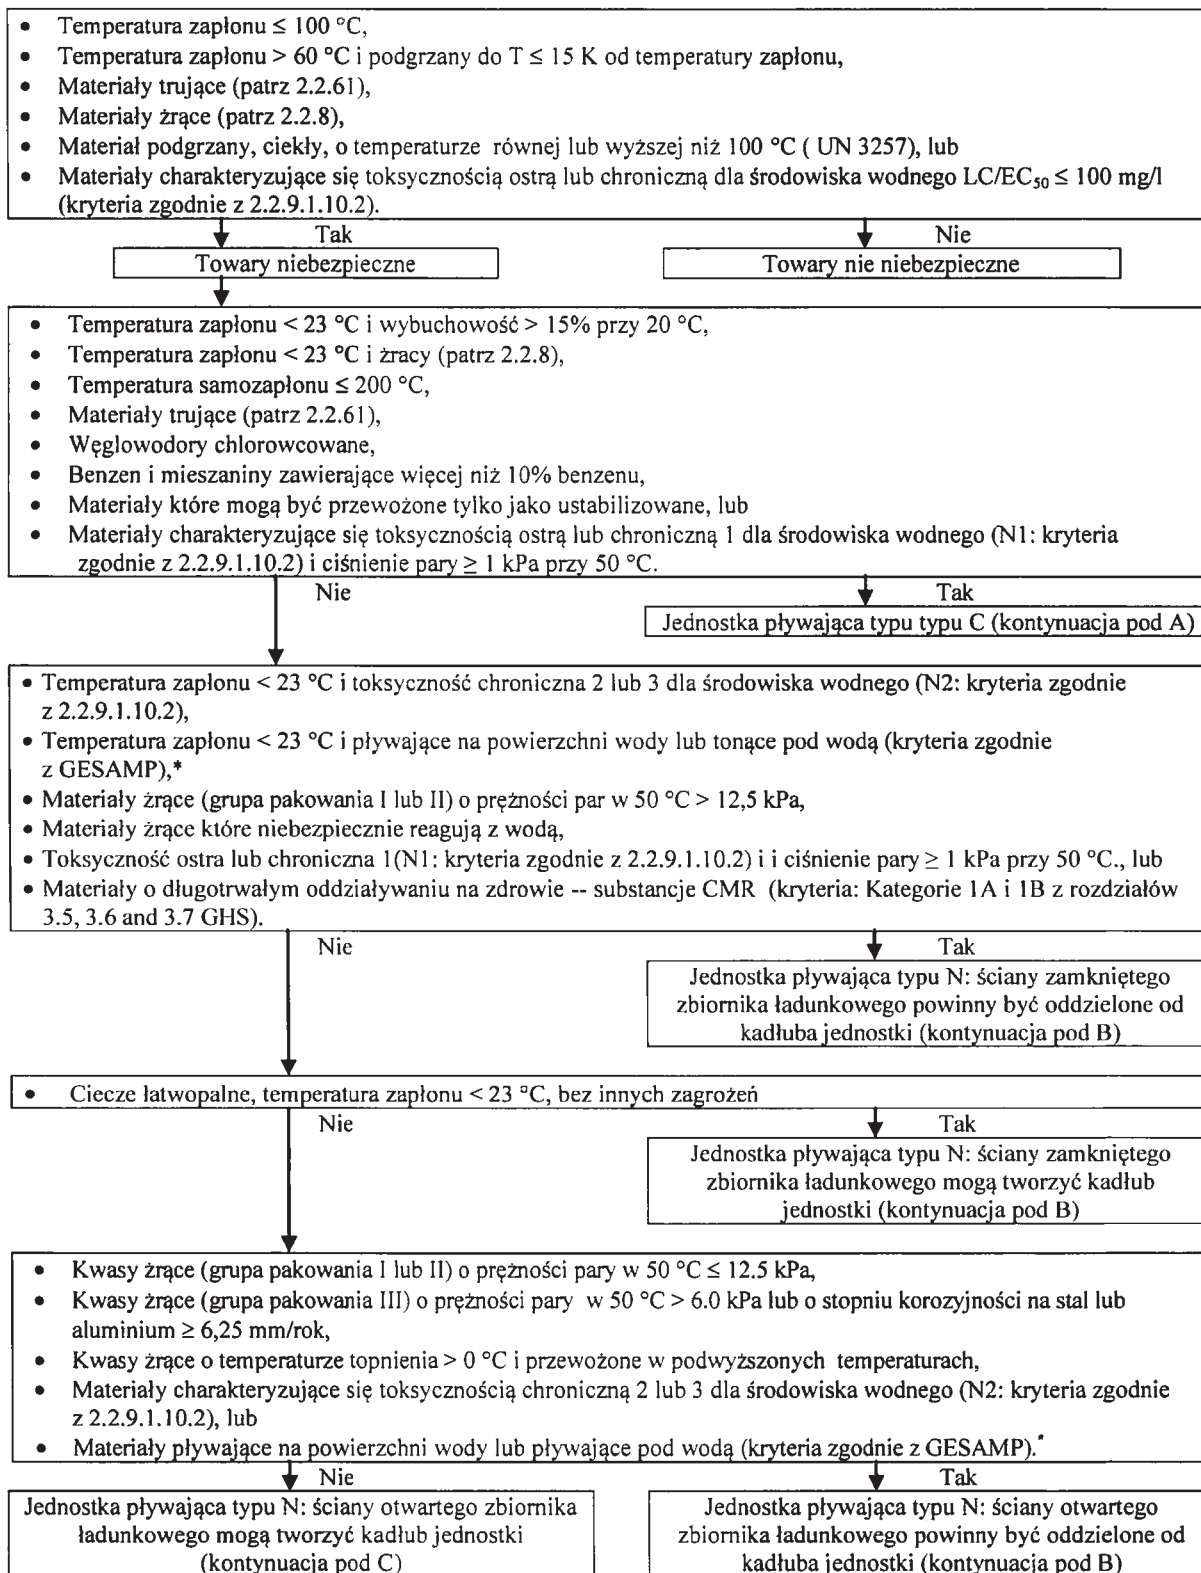 • Temperatura zapłonu ≤ 100 °C,
• Temperatura zapłonu > 60 °C i podgrzany do T ≤ 15 K od temperatury zapłonu,
• Materiały trujące (patrz 2.2.61),
• Materiały żrące (patrz 2.2.8),
• Materiał podgrzany, ciekły, o temperaturze równej lub wyższej niż 100 °C ( UN 3257), lub
• Materiały charakteryzujące się toksycznością ostrą lub chroniczną dla środowiska wodnego LC/EC₅₀ ≤ 100 mg/l
(kryteria zgodnie z 2.2.9.1.10.2).
Tak
Nie
Towary niebezpieczne
Towary nie niebezpieczne
• Temperatura zapłonu < 23 °C i wybuchowość > 15% przy 20 °C,
• Temperatura zapłonu < 23 °C i żracy (patrz 2.2.8),
• Temperatura samozapłonu ≤ 200 °C,
• Materiały trujące (patrz 2.2.61),
• Węglowodory chlorowcowane,
• Benzen i mieszaniny zawierające więcej niż 10% benzenu,
• Materiały które mogą być przewożone tylko jako ustabilizowane, lub
• Materiały charakteryzujące się toksycznością ostrą lub chroniczną 1 dla środowiska wodnego (N1: kryteria
zgodnie z 2.2.9.1.10.2) i ciśnienie pary ≥ 1 kPa przy 50 °C.
Nie
Tak
Jednostka pływająca typu typu C (kontynuacja pod A)
• Temperatura zapłonu < 23 °C i toksyczność chroniczna 2 lub 3 dla środowiska wodnego (N2: kryteria zgodnie
z 2.2.9.1.10.2),
• Temperatura zapłonu < 23 °C i pływające na powierzchni wody lub tonące pod wodą (kryteria zgodnie
z GESAMP),*
• Materiały żrące (grupa pakowania I lub II) o prężności par w 50 °C > 12,5 kPa,
• Materiały żrące które niebezpiecznie reagują z wodą,
• Toksyczność ostra lub chroniczna 1(N1: kryteria zgodnie z 2.2.9.1.10.2) i i ciśnienie pary ≥ 1 kPa przy 50 °C., lub
• Materiały o długotrwałym oddziaływaniu na zdrowie -- substancje CMR (kryteria: Kategorie 1A i 1B z rozdziałów
3.5, 3.6 and 3.7 GHS).
Nie
Tak
Jednostka pływająca typu N: ściany zamkniętego
zbiornika ładunkowego powinny być oddzielone od
kadłuba jednostki (kontynuacja pod B)
• Ciecze łatwopalne, temperatura zapłonu < 23 °C, bez innych zagrożeń
Nie
Tak
Jednostka pływająca typu N: ściany zamkniętego
zbiornika ładunkowego mogą tworzyć kadłub
jednostki (kontynuacja pod B)
• Kwasy żrące (grupa pakowania I lub II) o prężności pary w 50 °C ≤ 12.5 kPa,
• Kwasy żrące (grupa pakowania III) o prężności pary w 50 °C > 6.0 kPa lub o stopniu korozyjności na stal lub
aluminium ≥ 6,25 mm/rok,
• Kwasy żrące o temperaturze topnienia > 0 °C i przewożone w podwyższonych temperaturach,
• Materiały charakteryzujące się toksycznością chroniczną 2 lub 3 dla środowiska wodnego (N2: kryteria zgodnie
z 2.2.9.1.10.2), lub
• Materiały pływające na powierzchni wody lub pływające pod wodą (kryteria zgodnie z GESAMP).*
Nie
Tak
Jednostka pływająca typu N: ściany otwartego zbiornika
ładunkowego mogą tworzyć kadłub jednostki
(kontynuacja pod C)
Jednostka pływająca typu N: ściany otwartego
zbiornika ładunkowego powinny być oddzielone od
kadłuba jednostki (kontynuacja pod B)